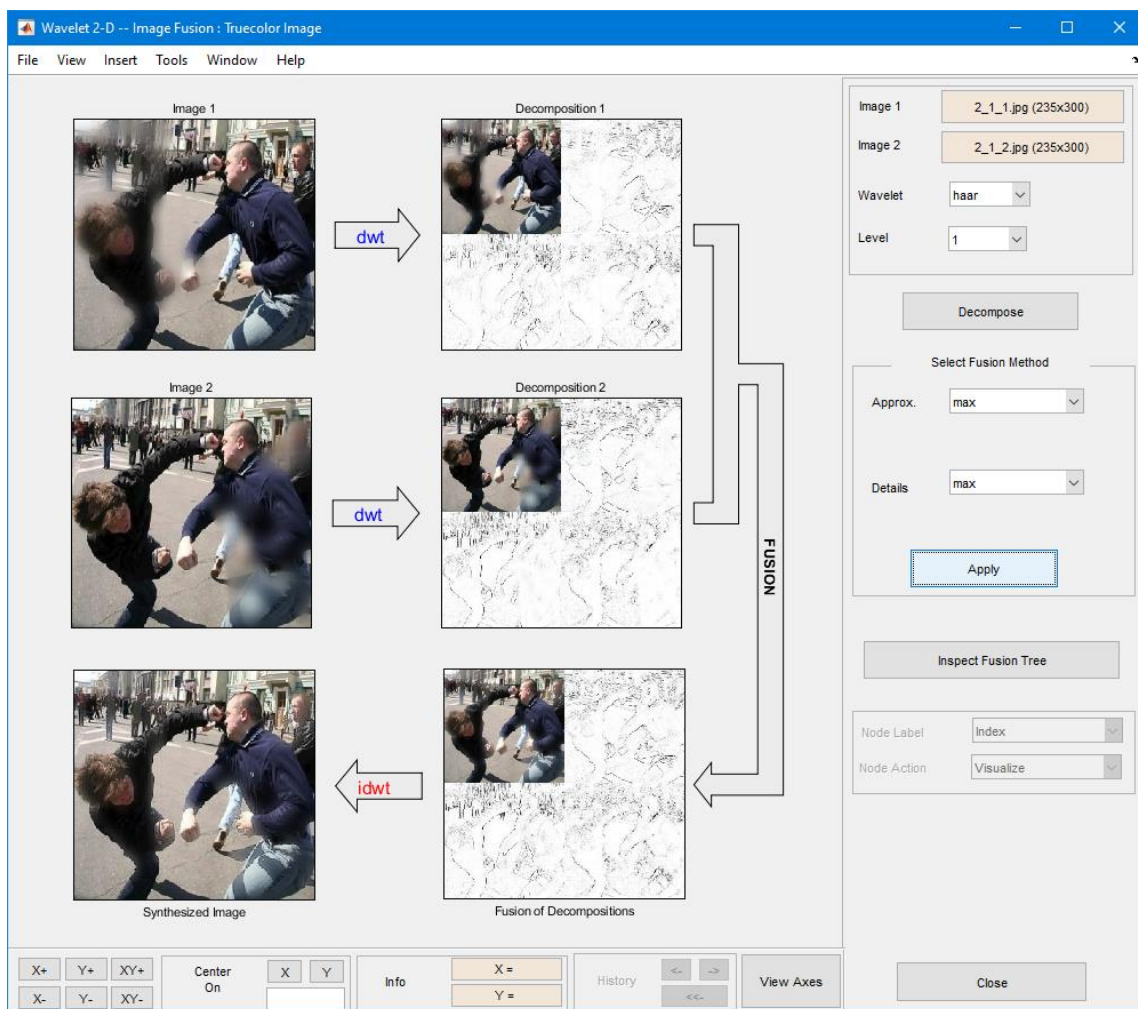 Wavelet 2-D -- Image Fusion : Truecolor Image
File View Insert Tools Window Help
Image 1
Decomposition 1
dwt
Image 2
Decomposition 2
dwt
FUSION
idwt
Synthesized Image
Fusion of Decompositions
Image 1 2_1_1.jpg (235x300)
Image 2 2_1_2.jpg (235x300)
Wavelet haar
Level 1
Decompose
Select Fusion Method
Approx. max
Details max
Apply
Inspect Fusion Tree
Node Label Index
Node Action Visualize
X+ Y+ XY+
X- Y- XY-
Center
On
X Y
Info
X =
Y =
History
<- ->
<<-
View Axes
Close